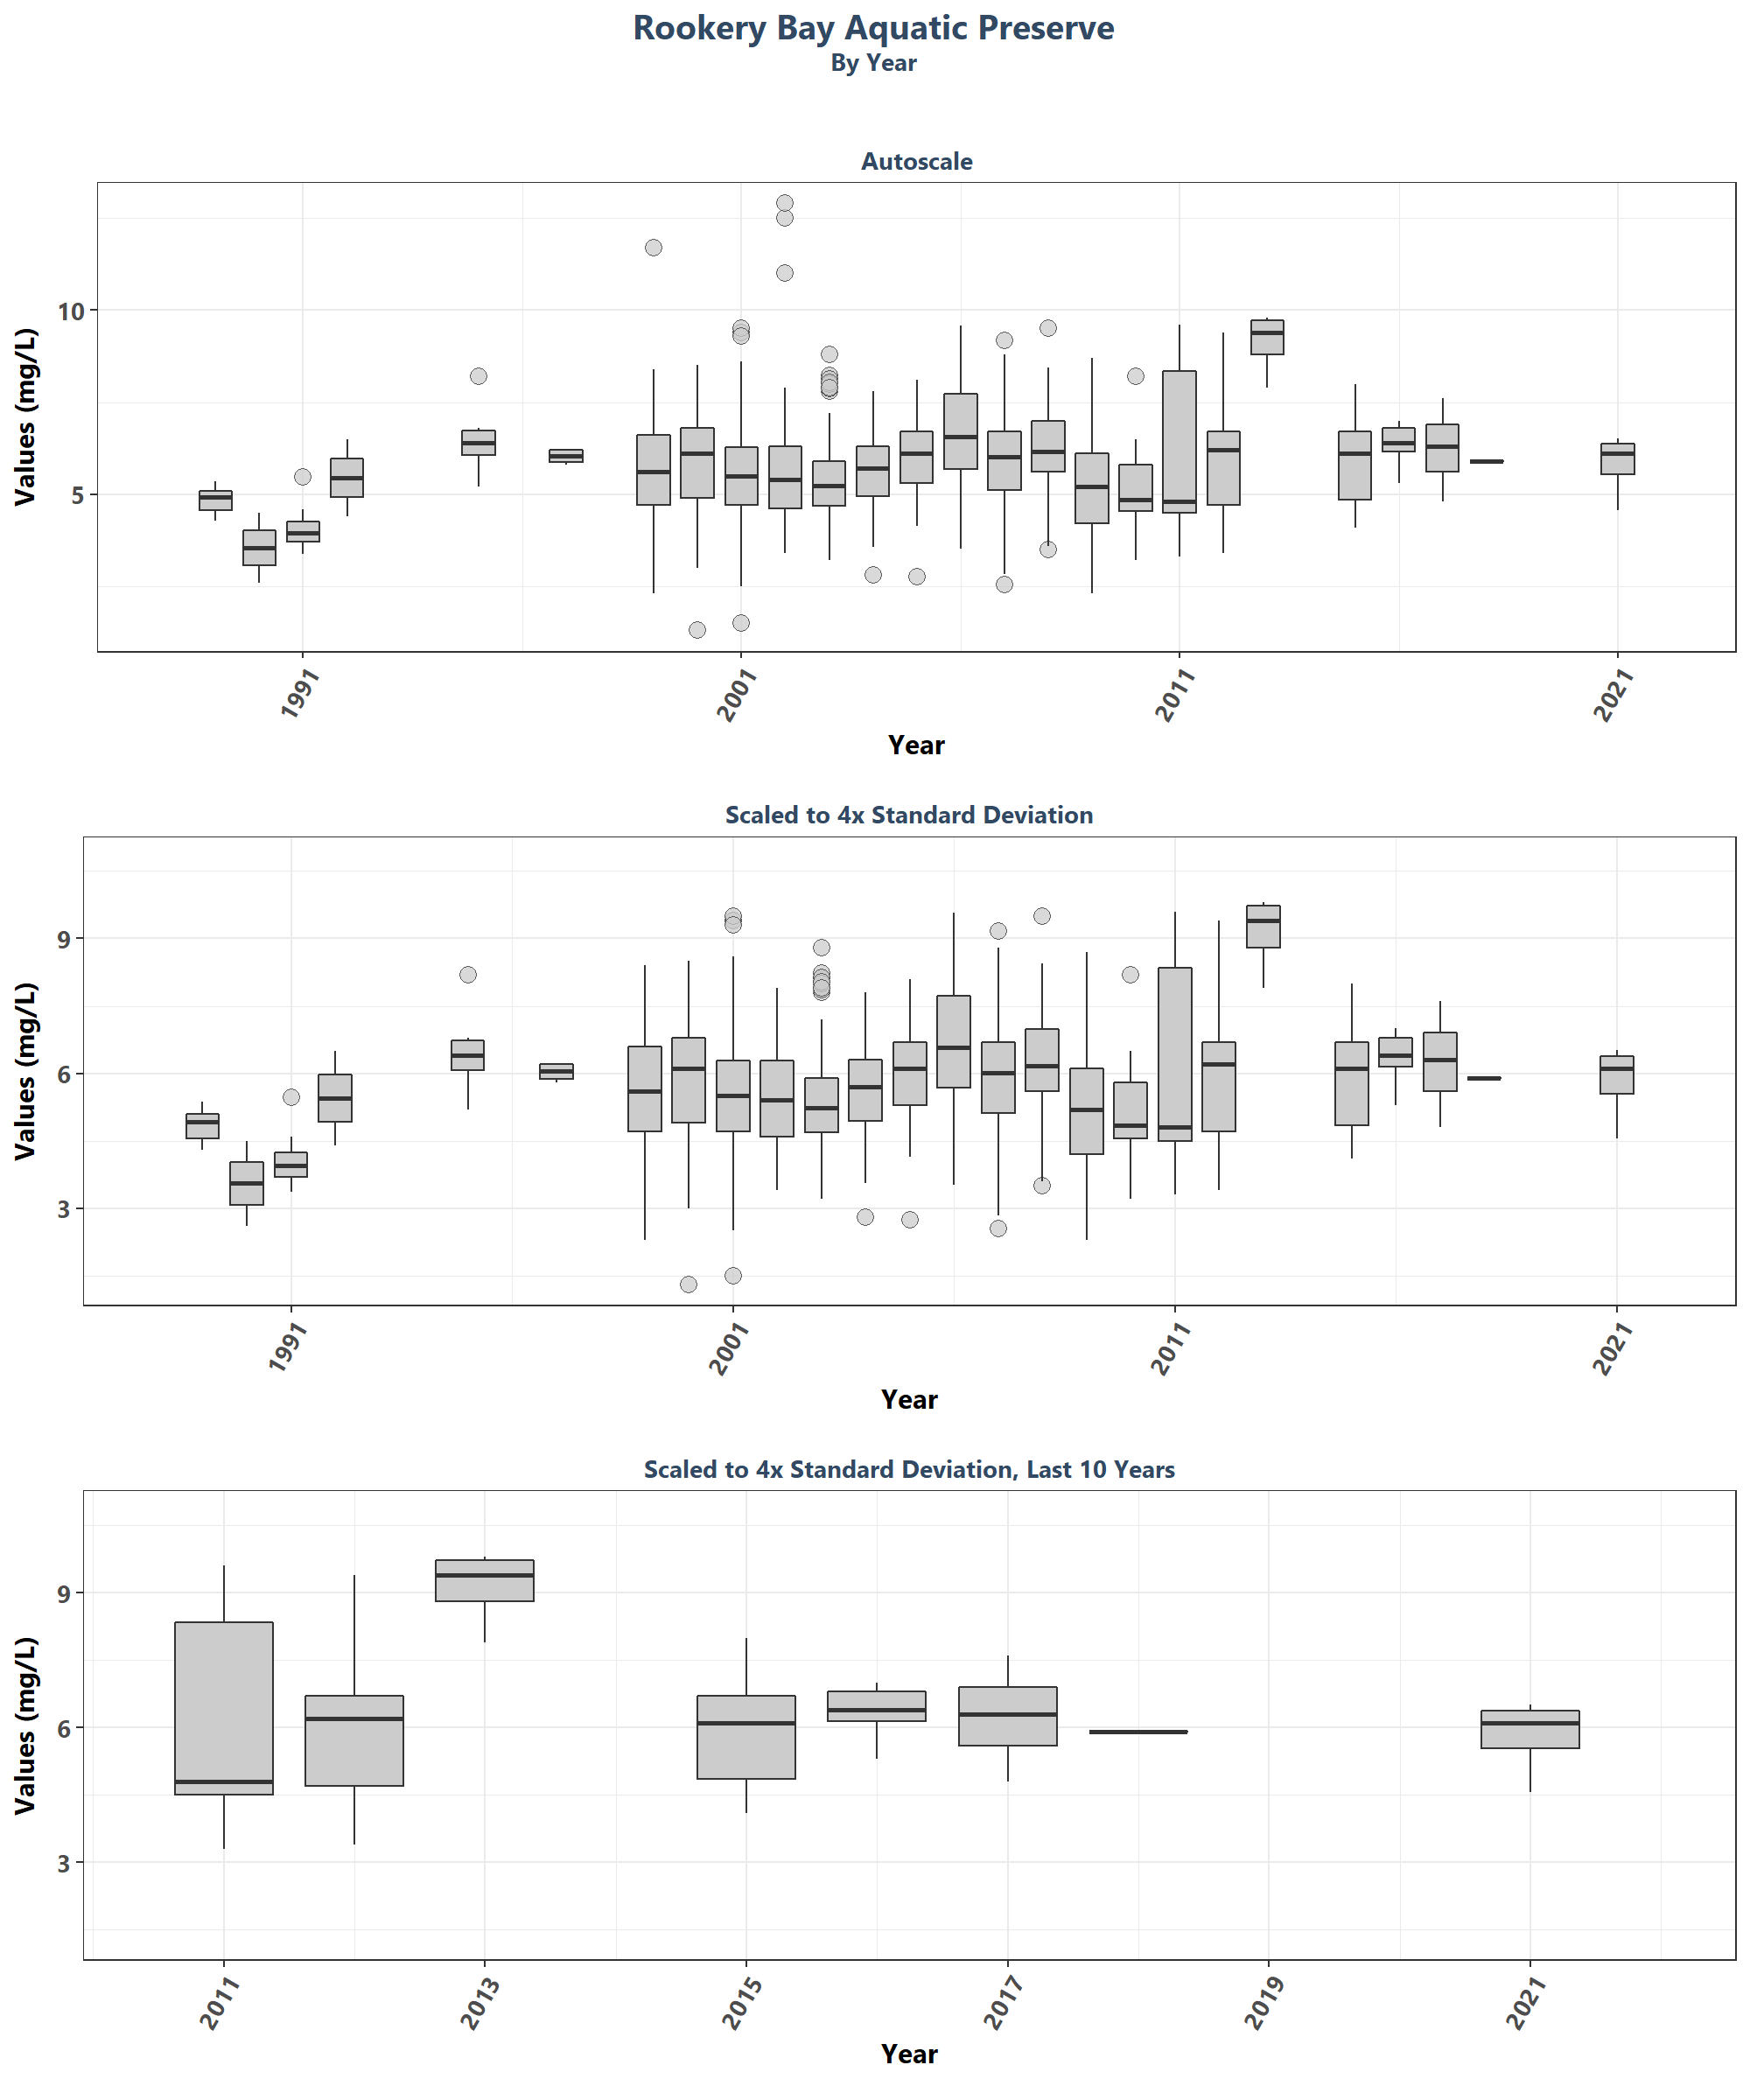 Rookery Bay Aquatic Preserve
By Year
Autoscale
Values (mg/L)
10
5
1991
2001
2011
2021
Year
Scaled to 4x Standard Deviation
Values (mg/L)
9
6
3
1991
2001
2011
2021
Year
Scaled to 4x Standard Deviation, Last 10 Years
Values (mg/L)
9
6
3
2011
2013
2015
2017
2019
2021
Year